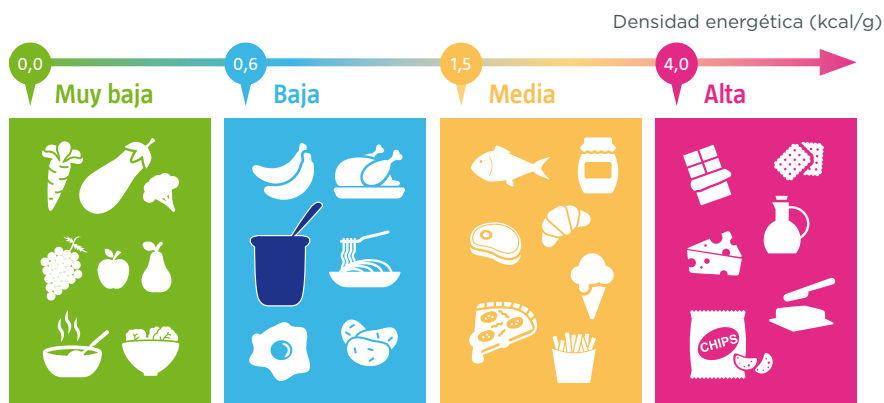 Densidad energética (kcal/g)
0,0
0,6
1,5
4,0
Muy baja
Baja
Media
Alta
CHIPS